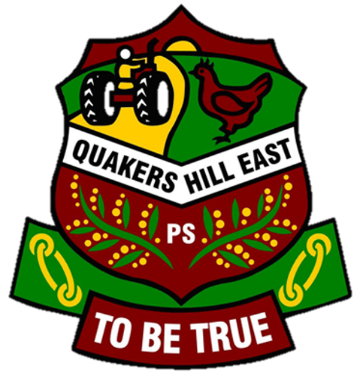 QUAKERS HILL EAST
PS
TO BE TRUE